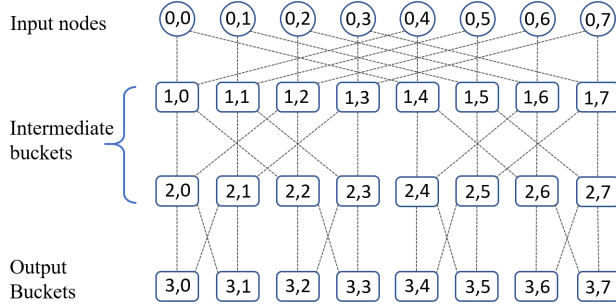 Input nodes
0,0 0,1 0,2 0,3 0,4 0,5 0,6 0,7
1,0 1,1 1,2 1,3 1,4 1,5 1,6 1,7
Intermediate
buckets
2,0 2,1 2,2 2,3 2,4 2,5 2,6 2,7
Output
Buckets
3,0 3,1 3,2 3,3 3,4 3,5 3,6 3,7